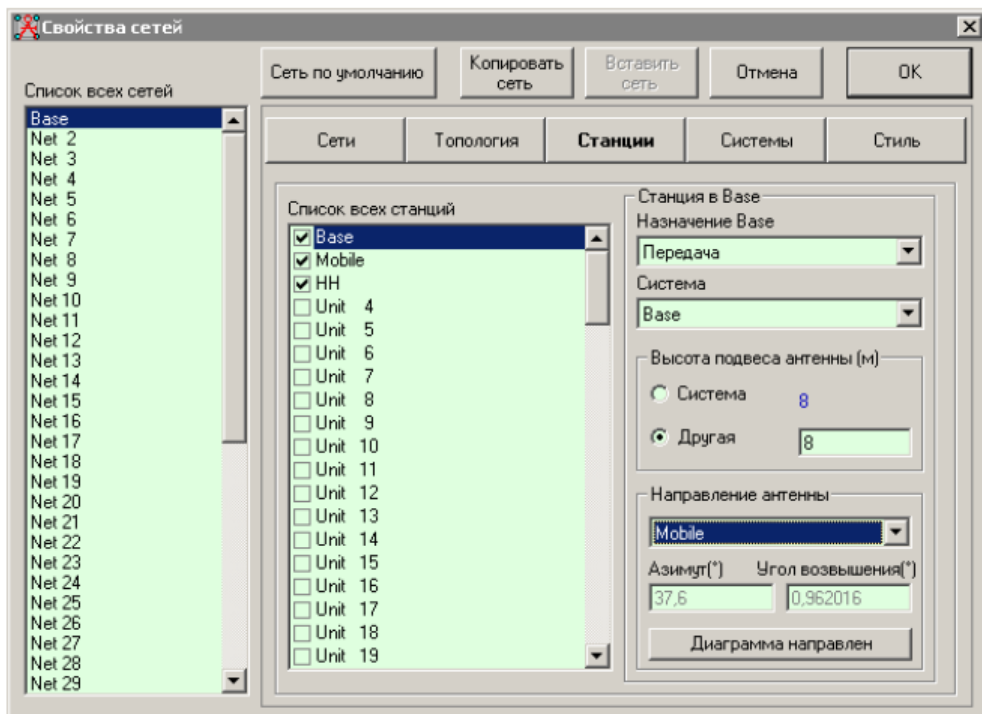 Свойства сетей
Сеть по умолчанию
Копировать
сеть
Вставить
сеть
Отмена
OK
Список всех сетей
Base
Net 2
Net 3
Net 4
Net 5
Net 6
Net 7
Net 8
Net 9
Net 10
Net 11
Net 12
Net 13
Net 14
Net 15
Net 16
Net 17
Net 18
Net 19
Net 20
Net 21
Net 22
Net 23
Net 24
Net 25
Net 26
Net 27
Net 28
Net 29
Сети
Топология
Станции
Системы
Стиль
Список всех станций
Base
Mobile
HH
Unit 4
Unit 5
Unit 6
Unit 7
Unit 8
Unit 9
Unit 10
Unit 11
Unit 12
Unit 13
Unit 14
Unit 15
Unit 16
Unit 17
Unit 18
Unit 19
Станция в Base
Назначение Base
Передача
Система
Base
Высота подвеса антенны (м)
Система 8
Другая 8
Направление антенны
Mobile
Азимут(°) Угол возвышения(°)
37,6 0,962016
Диаграмма направлен